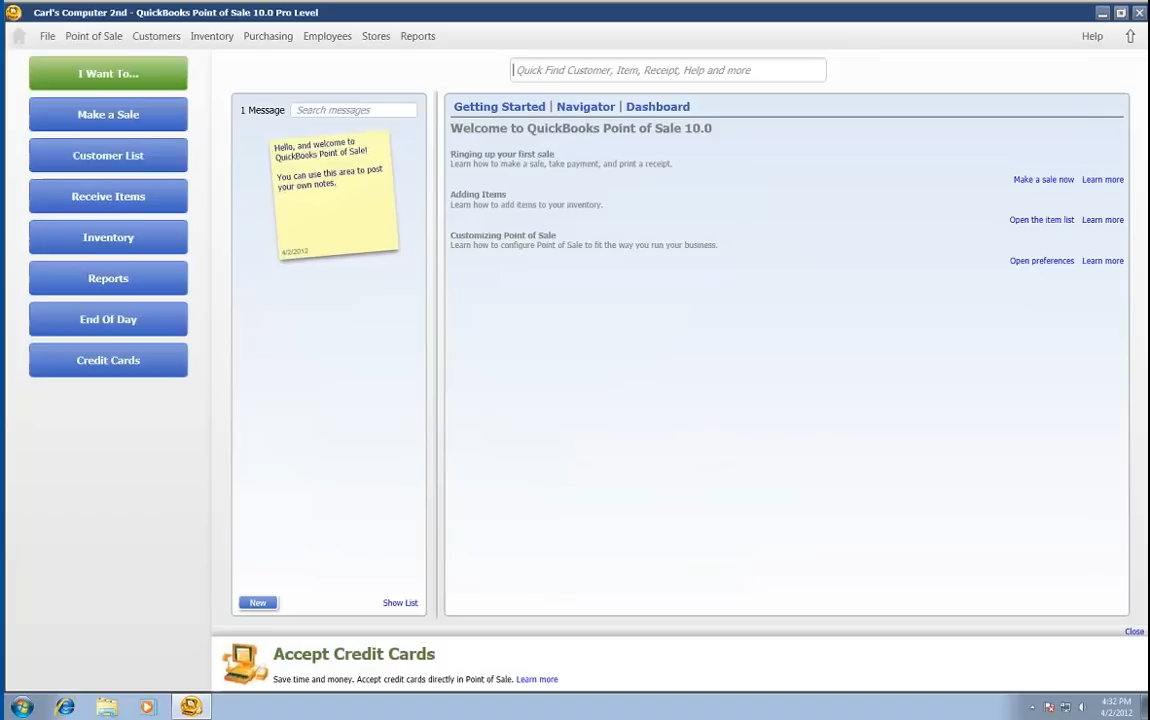 Carl's Computer 2nd - QuickBooks Point of Sale 10.0 Pro Level
File Point of Sale Customers Inventory Purchasing Employees Stores Reports Help
I Want To...
Make a Sale
Customer List
Receive Items
Inventory
Reports
End Of Day
Credit Cards
Quick Find Customer, Item, Receipt, Help and more
1 Message Search messages
Hello, and welcome to
QuickBooks Point of Sale!
You can use this area to post
your own notes.
4/2/2012
New Show List
Getting Started | Navigator | Dashboard
Welcome to QuickBooks Point of Sale 10.0
Ringing up your first sale
Learn how to make a sale, take payment, and print a receipt.
Make a sale now Learn more
Adding Items
Learn how to add items to your inventory.
Open the item list Learn more
Customizing Point of Sale
Learn how to configure Point of Sale to fit the way you run your business.
Open preferences Learn more
Close
Accept Credit Cards
Save time and money. Accept credit cards directly in Point of Sale. Learn more
4:32 PM
4/2/2012